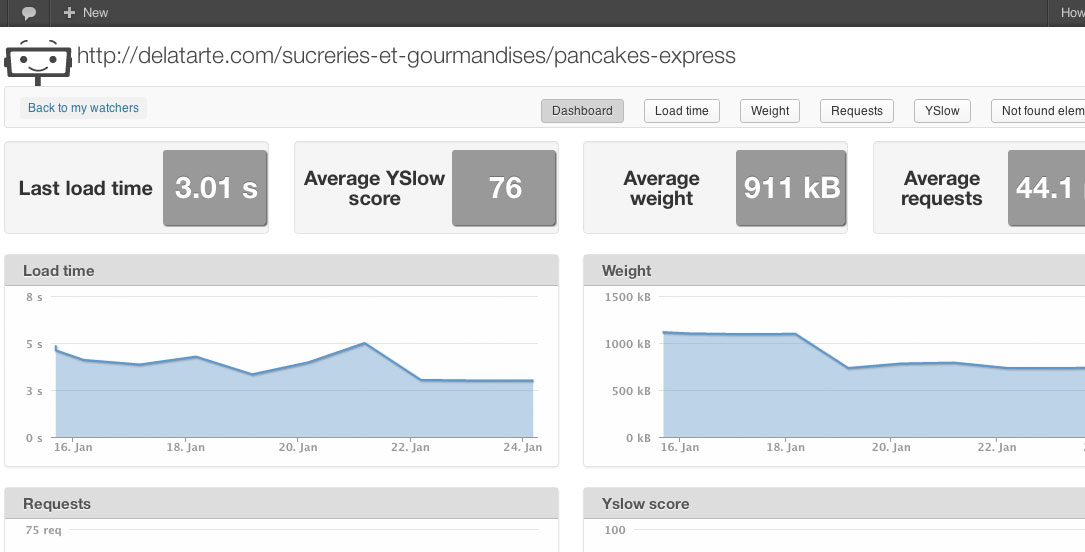 New
How
http://delatarte.com/sucreries-et-gourmandises/pancakes-express
Back to my watchers
Dashboard
Load time
Weight
Requests
YSlow
Not found elem
Last load time
3.01 s
Average YSlow
score
76
Average
weight
911 kB
Average
requests
44.1
Load time
8 s
5 s
3 s
0 s
16. Jan
18. Jan
20. Jan
22. Jan
24. Jan
Weight
1500 kB
1000 kB
500 kB
0 kB
16. Jan
18. Jan
20. Jan
22. Jan
Requests
75 req
Yslow score
100